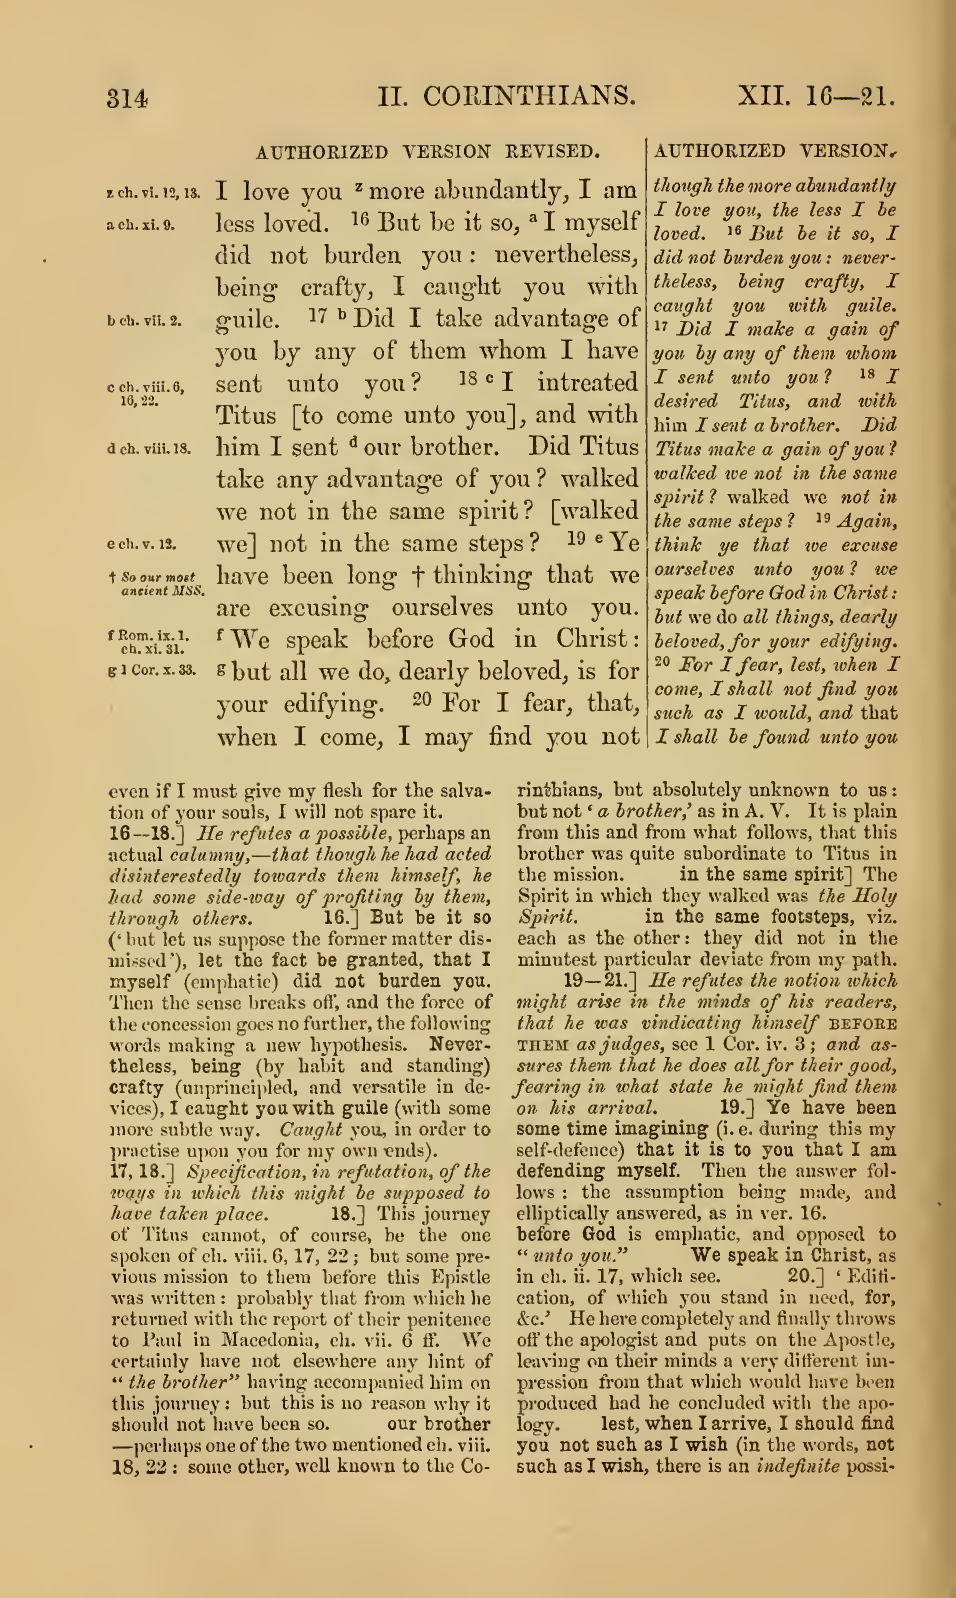 314
II. CORINTHIANS.
XII. 16—21.
AUTHORIZED VERSION REVISED.
z ch. vi. 12, 13.
a ch. xi. 9.
b ch. vii. 2.
c ch. viii. 6,
16, 22.
d ch. viii. 18.
e ch. v. 12.
† So our most
ancient MSS.
f Rom. ix. 1.
ch. xi. 31.
g 1 Cor. x. 33.
I love you z more abundantly, I am
less loved. 16 But be it so, a I myself
did not burden you : nevertheless,
being crafty, I caught you with
guile. 17 b Did I take advantage of
you by any of them whom I have
sent unto you? 18 c I intreated
Titus [to come unto you], and with
him I sent d our brother. Did Titus
take any advantage of you? walked
we not in the same spirit? [walked
we] not in the same steps? 19 e Ye
have been long † thinking that we
are excusing ourselves unto you.
f We speak before God in Christ:
g but all we do, dearly beloved, is for
your edifying. 20 For I fear, that,
when I come, I may find you not
AUTHORIZED VERSION.
though the more abundantly
I love you, the less I be
loved. 16 But be it so, I
did not burden you: never-
theless, being crafty, I
caught you with guile.
17 Did I make a gain of
you by any of them whom
I sent unto you? 18 I
desired Titus, and with
him I sent a brother. Did
Titus make a gain of you?
walked we not in the same
spirit? walked we not in
the same steps? 19 Again,
think ye that we excuse
ourselves unto you? we
speak before God in Christ:
but we do all things, dearly
beloved, for your edifying.
20 For I fear, lest, when I
come, I shall not find you
such as I would, and that
I shall be found unto you
even if I must give my flesh for the salva-
tion of your souls, I will not spare it.
16—18.] He refutes a possible, perhaps an
actual calumny,—that though he had acted
disinterestedly towards them himself, he
had some side-way of profiting by them,
through others. 16.] But be it so
(‘but let us suppose the former matter dis-
missed’), let the fact be granted, that I
myself (emphatic) did not burden you.
Then the sense breaks off, and the force of
the concession goes no further, the following
words making a new hypothesis. Never-
theless, being (by habit and standing)
crafty (unprincipled, and versatile in de-
vices), I caught you with guile (with some
more subtle way. Caught you, in order to
practise upon you for my own ends).
17, 18.] Specification, in refutation, of the
ways in which this might be supposed to
have taken place. 18.] This journey
of Titus cannot, of course, be the one
spoken of ch. viii. 6, 17, 22; but some pre-
vious mission to them before this Epistle
was written: probably that from which he
returned with the report of their penitence
to Paul in Macedonia, ch. vii. 6 ff. We
certainly have not elsewhere any hint of
“the brother” having accompanied him on
this journey: but this is no reason why it
should not have been so. our brother
—perhaps one of the two mentioned ch. viii.
18, 22: some other, well known to the Co-
rinthians, but absolutely unknown to us:
but not ‘a brother,’ as in A. V. It is plain
from this and from what follows, that this
brother was quite subordinate to Titus in
the mission. in the same spirit] The
Spirit in which they walked was the Holy
Spirit. in the same footsteps, viz.
each as the other: they did not in the
minutest particular deviate from my path.
19—21.] He refutes the notion which
might arise in the minds of his readers,
that he was vindicating himself BEFORE
THEM as judges, see 1 Cor. iv. 3; and as-
sures them that he does all for their good,
fearing in what state he might find them
on his arrival. 19.] Ye have been
some time imagining (i. e. during this my
self-defence) that it is to you that I am
defending myself. Then the answer fol-
lows: the assumption being made, and
elliptically answered, as in ver. 16.
before God is emphatic, and opposed to
“unto you.” We speak in Christ, as
in ch. ii. 17, which see. 20.] ‘Edifi-
cation, of which you stand in need, for,
&c.’ He here completely and finally throws
off the apologist and puts on the Apostle,
leaving on their minds a very different im-
pression from that which would have been
produced had he concluded with the apo-
logy. lest, when I arrive, I should find
you not such as I wish (in the words, not
such as I wish, there is an indefinite possi-